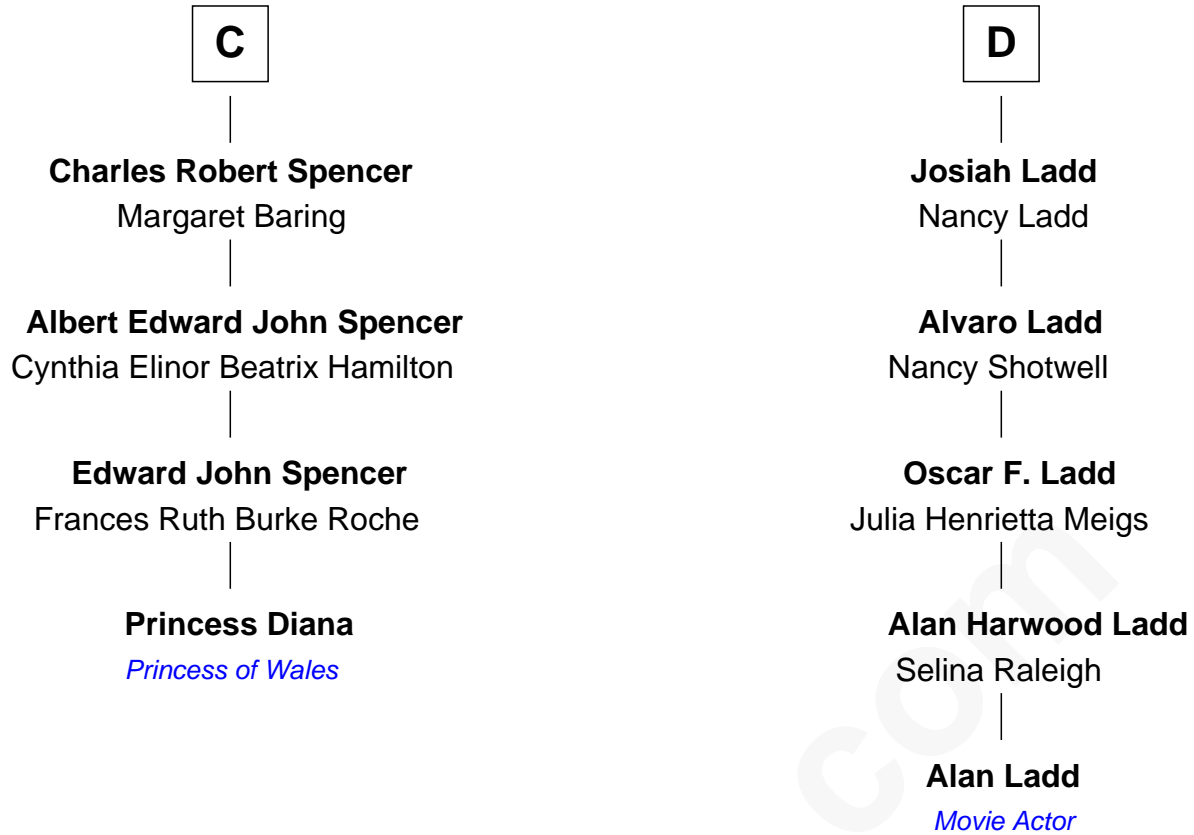 C
Charles Robert Spencer
Margaret Baring
Albert Edward John Spencer
Cynthia Elinor Beatrix Hamilton
Edward John Spencer
Frances Ruth Burke Roche
Princess Diana
Princess of Wales
D
Josiah Ladd
Nancy Ladd
Alvaro Ladd
Nancy Shotwell
Oscar F. Ladd
Julia Henrietta Meigs
Alan Harwood Ladd
Selina Raleigh
Alan Ladd
Movie Actor
com